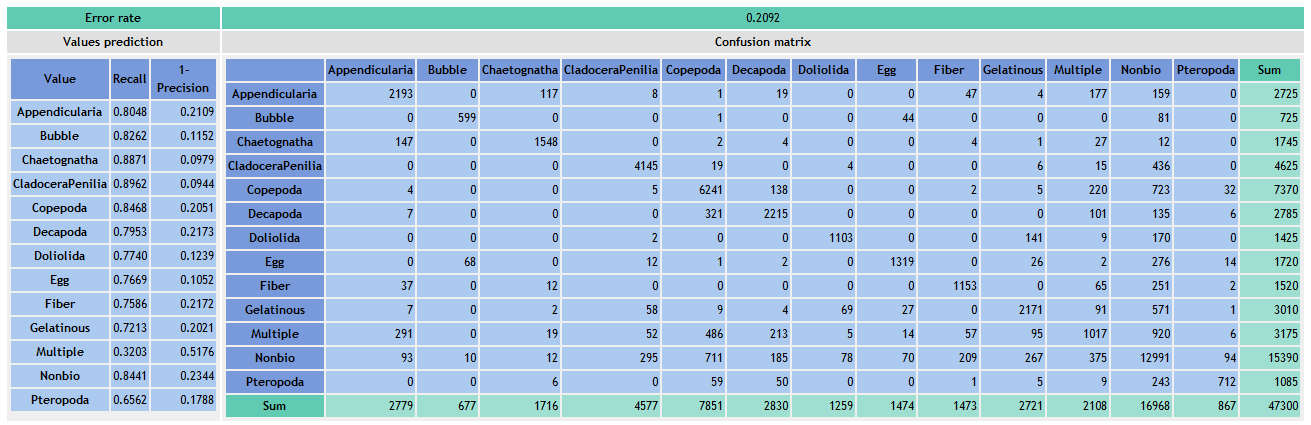 Error rate 0.2092
Values prediction Confusion matrix
Value Recall 1-Precision Appendicularia Bubble Chaetognatha CladoceraPenilia Copepoda Decapoda Doliolida Egg Fiber Gelatinous Multiple Nonbio Pteropoda Sum
Appendicularia 0.8048 0.2109 Appendicularia 2193 0 117 8 1 19 0 0 47 4 177 159 0 2725
Bubble 0.8262 0.1152 Bubble 0 599 0 0 1 0 0 44 0 0 0 81 0 725
Chaetognatha 0.8871 0.0979 Chaetognatha 147 0 1548 0 2 4 0 0 4 1 27 12 0 1745
CladoceraPenilia 0.8962 0.0944 CladoceraPenilia 0 0 0 4145 19 0 4 0 0 6 15 436 0 4625
Copepoda 0.8468 0.2051 Copepoda 4 0 0 5 6241 138 0 0 2 5 220 723 32 7370
Decapoda 0.7953 0.2173 Decapoda 7 0 0 0 321 2215 0 0 0 0 101 135 6 2785
Doliolida 0.7740 0.1239 Doliolida 0 0 0 2 0 0 1103 0 0 141 9 170 0 1425
Egg 0.7669 0.1052 Egg 0 68 0 12 1 2 0 1319 0 26 2 276 14 1720
Fiber 0.7586 0.2172 Fiber 37 0 12 0 0 0 0 0 1153 0 65 251 2 1520
Gelatinous 0.7213 0.2021 Gelatinous 7 0 2 58 9 4 69 27 0 2171 91 571 1 3010
Multiple 0.3203 0.5176 Multiple 291 0 19 52 486 213 5 14 57 95 1017 920 6 3175
Nonbio 0.8441 0.2344 Nonbio 93 10 12 295 711 185 78 70 209 267 375 12991 94 15390
Pteropoda 0.6562 0.1788 Pteropoda 0 0 6 0 59 50 0 0 1 5 9 243 712 1085
Sum 2779 677 1716 4577 7851 2830 1259 1474 1473 2721 2108 16968 867 47300